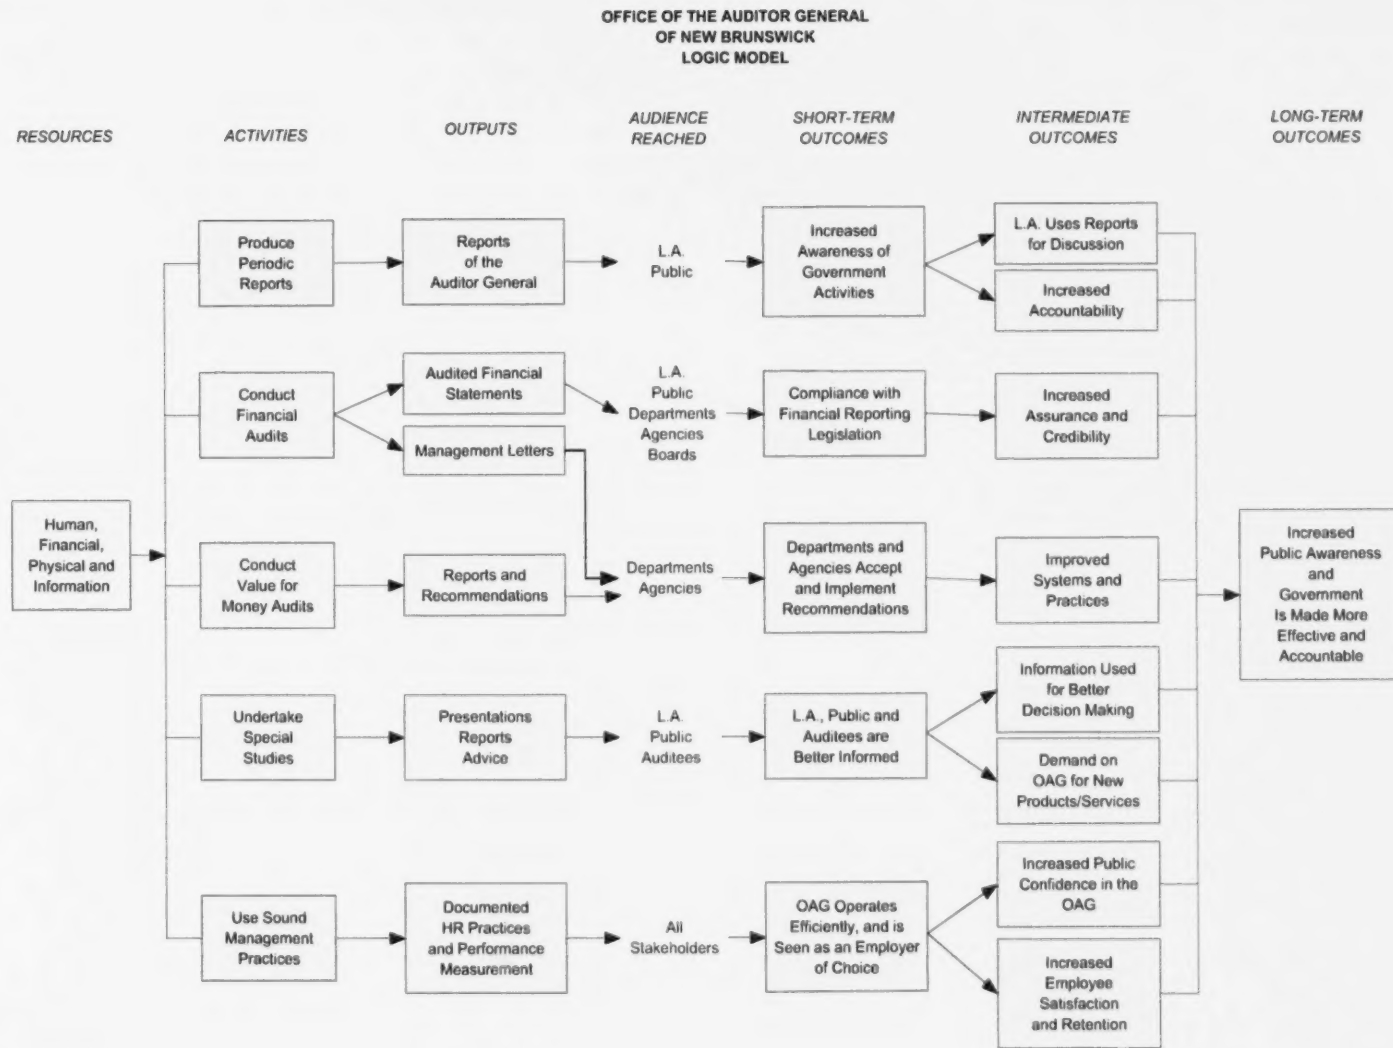 OFFICE OF THE AUDITOR GENERAL
OF NEW BRUNSWICK
LOGIC MODEL
RESOURCES
ACTIVITIES
OUTPUTS
AUDIENCE
REACHED
SHORT-TERM
OUTCOMES
INTERMEDIATE
OUTCOMES
LONG-TERM
OUTCOMES
Human,
Financial,
Physical and
Information
Produce
Periodic
Reports
Reports
of the
Auditor General
L.A.
Public
Increased
Awareness of
Government
Activities
L.A. Uses Reports
for Discussion
Increased
Accountability
Conduct
Financial
Audits
Audited Financial
Statements
Management Letters
L.A.
Public
Departments
Agencies
Boards
Compliance with
Financial Reporting
Legislation
Increased
Assurance and
Credibility
Conduct
Value for
Money Audits
Reports and
Recommendations
Departments
Agencies
Departments and
Agencies Accept
and Implement
Recommendations
Improved
Systems and
Practices
Undertake
Special
Studies
Presentations
Reports
Advice
L.A.
Public
Auditees
L.A., Public and
Auditees are
Better Informed
Information Used
for Better
Decision Making
Demand on
OAG for New
Products/Services
Use Sound
Management
Practices
Documented
HR Practices
and Performance
Measurement
All
Stakeholders
OAG Operates
Efficiently, and is
Seen as an Employer
of Choice
Increased Public
Confidence in the
OAG
Increased
Employee
Satisfaction
and Retention
Increased
Public Awareness
and
Government
Is Made More
Effective and
Accountable